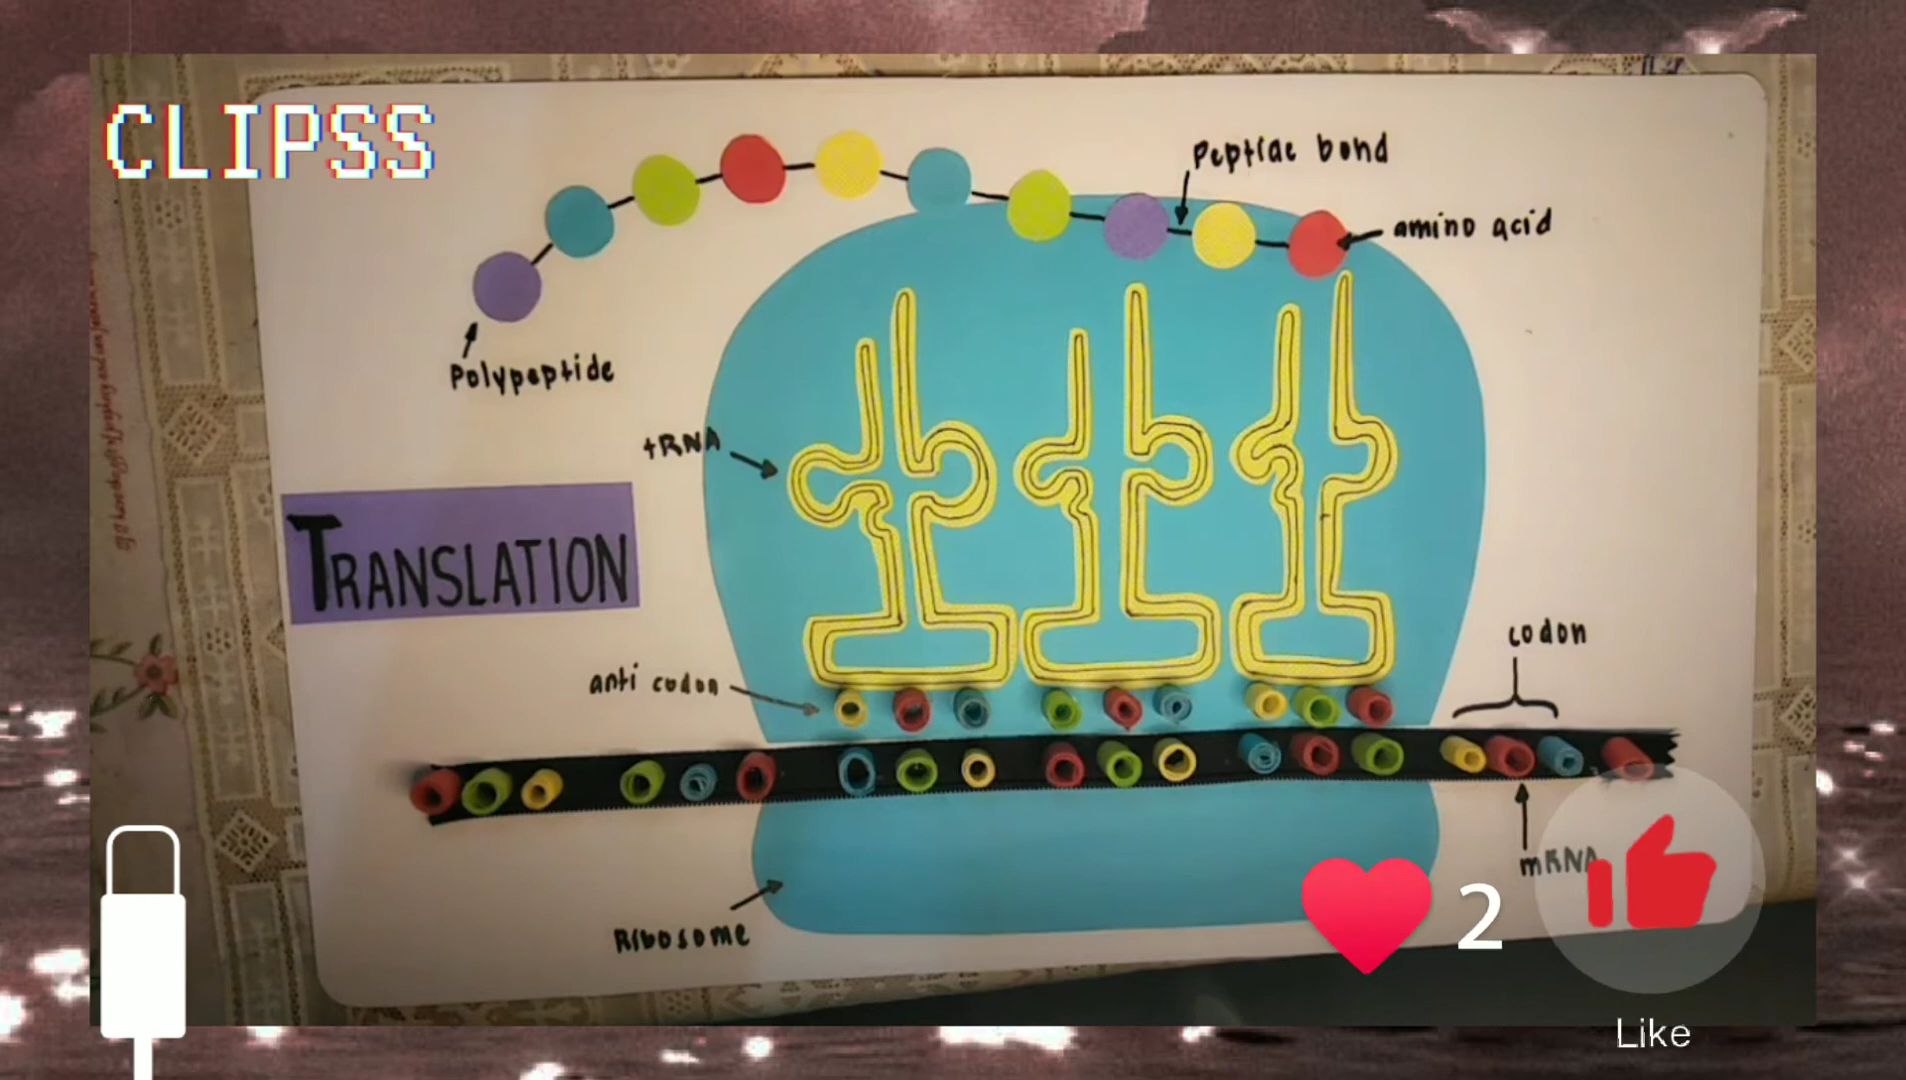 CLIPSS
Peptide bond
amino acid
Polypeptide
tRNA
TRANSLATION
codon
anti codon
mRNA
Ribosome
2
Like